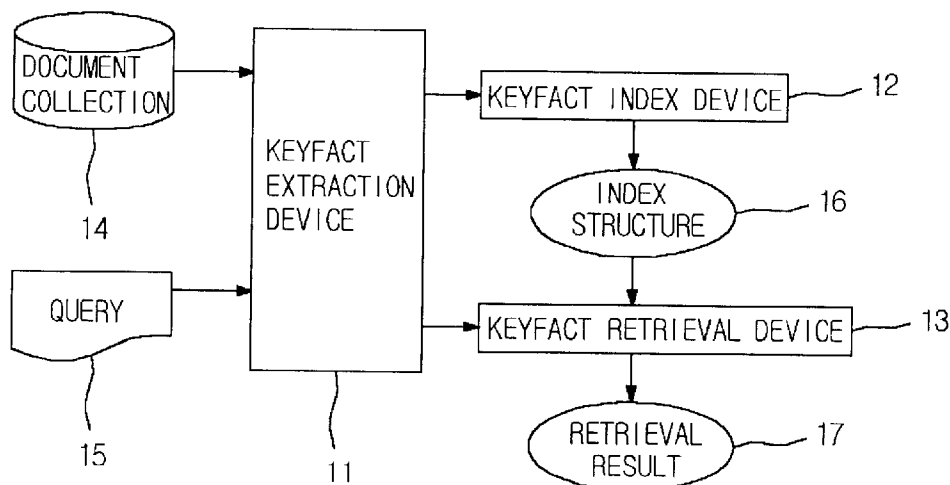 DOCUMENT
COLLECTION
14
QUERY
15
KEYFACT
EXTRACTION
DEVICE
11
KEYFACT INDEX DEVICE
12
INDEX
STRUCTURE
16
KEYFACT RETRIEVAL DEVICE
13
RETRIEVAL
RESULT
17